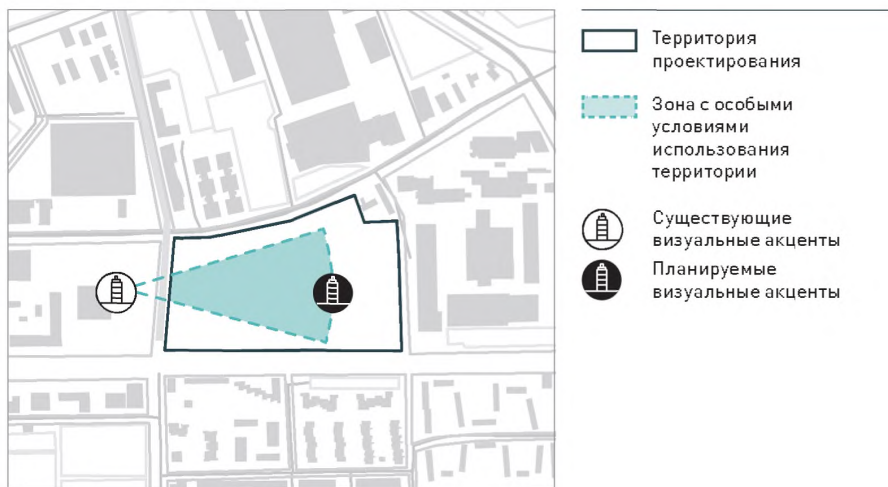 Территория
проектирования
Зона с особыми
условиями
использования
территории
Существующие
визуальные акценты
Планируемые
визуальные акценты